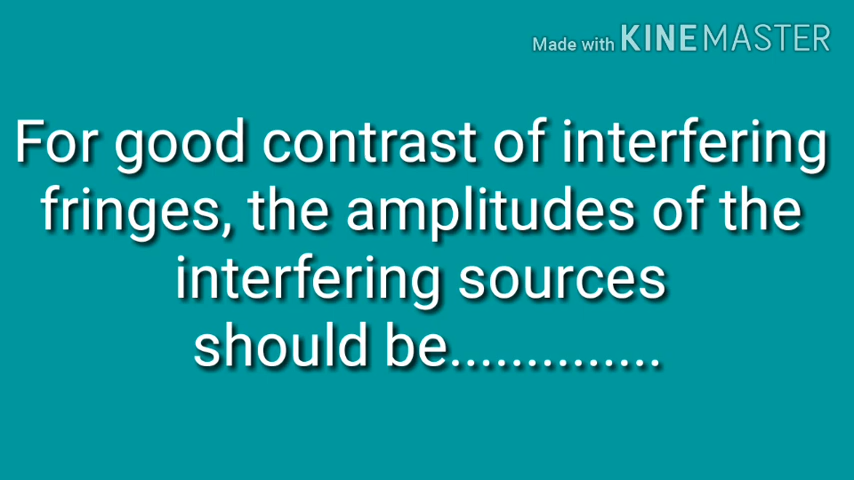 Made with KINEMASTER
For good contrast of interfering
fringes, the amplitudes of the
interfering sources
should be..............